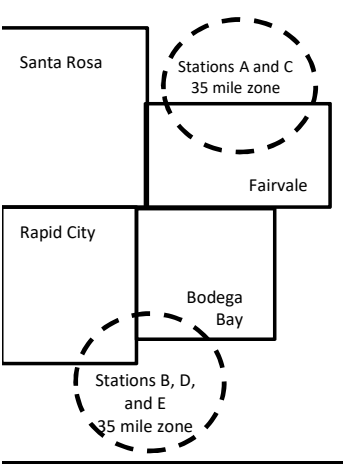 Santa Rosa
Stations A and C
35 mile zone
Fairvale
Rapid City
Bodega
Bay
Stations B, D,
and E
35 mile zone